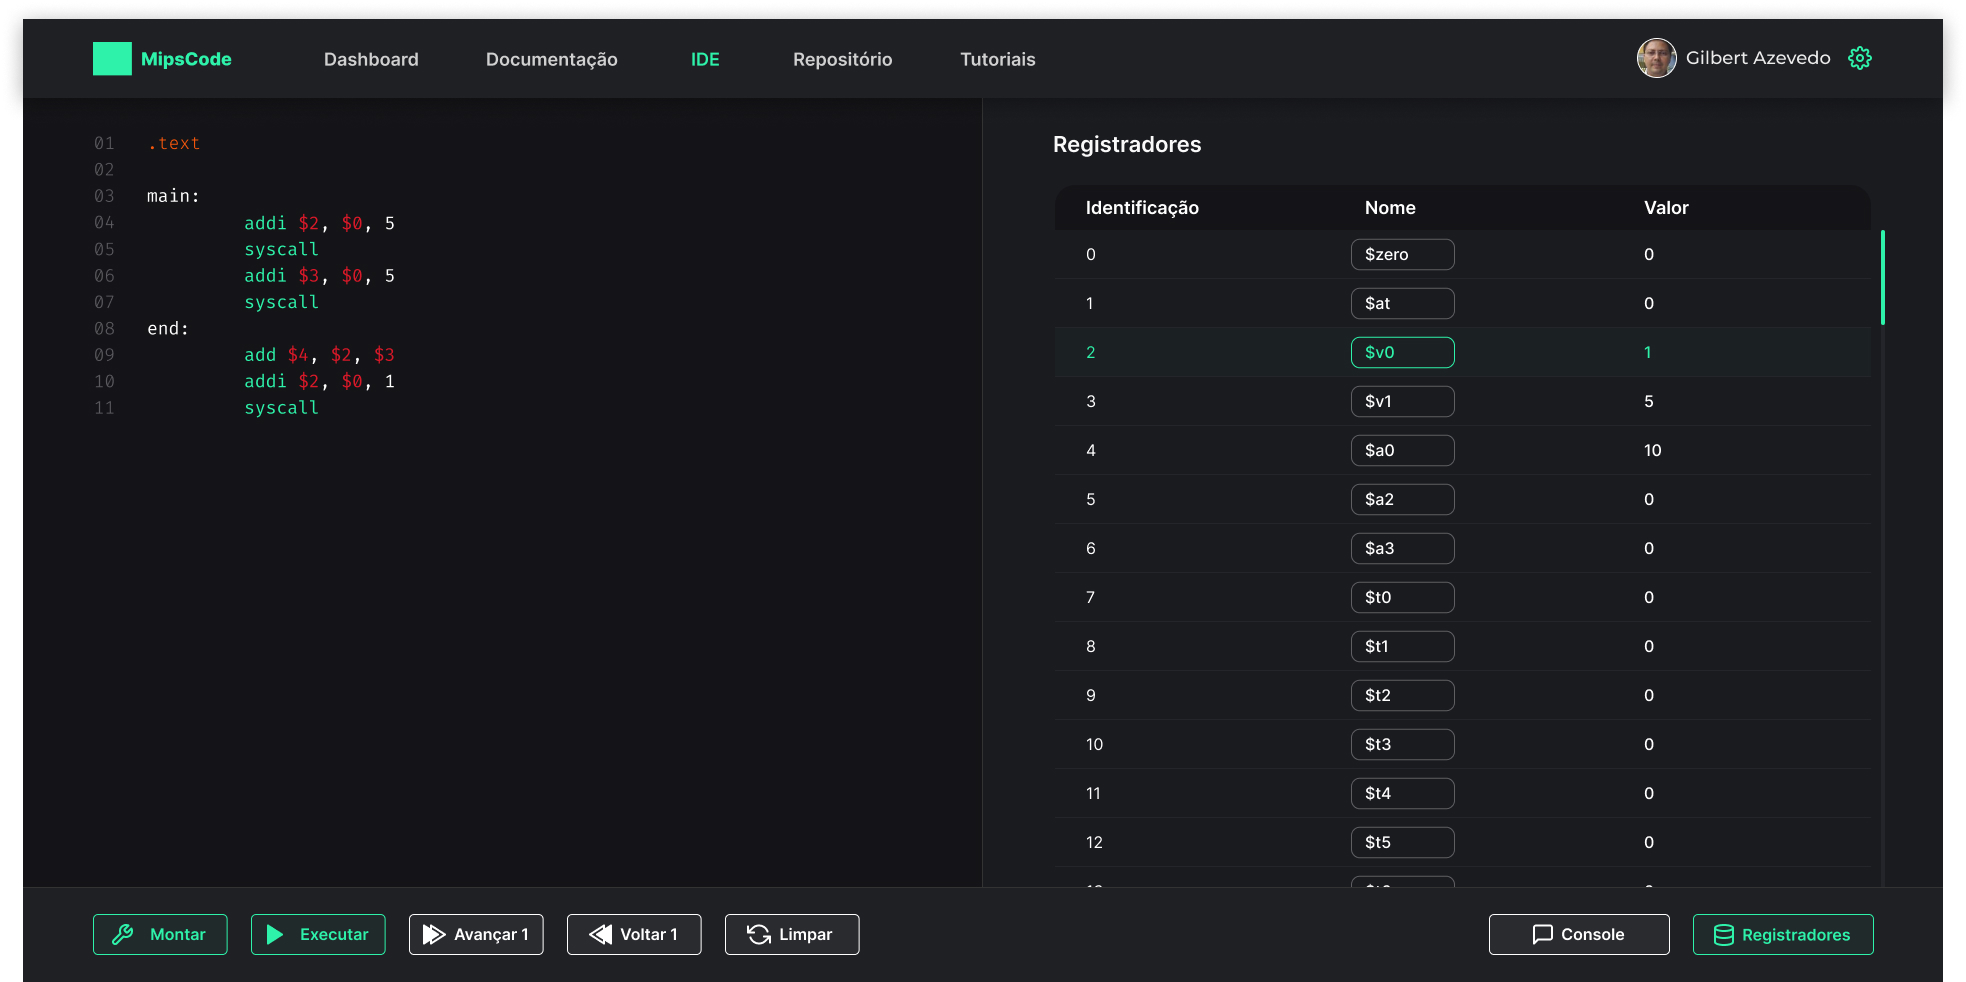 MipsCode Dashboard Documentação IDE Repositório Tutoriais Gilbert Azevedo
01 .text
02
03 main:
04 addi $2, $0, 5
05 syscall
06 addi $3, $0, 5
07 syscall
08 end:
09 add $4, $2, $3
10 addi $2, $0, 1
11 syscall
Registradores
Identificação Nome Valor
0 $zero 0
1 $at 0
2 $v0 1
3 $v1 5
4 $a0 10
5 $a2 0
6 $a3 0
7 $t0 0
8 $t1 0
9 $t2 0
10 $t3 0
11 $t4 0
12 $t5 0
Montar Executar Avançar 1 Voltar 1 Limpar Console Registradores